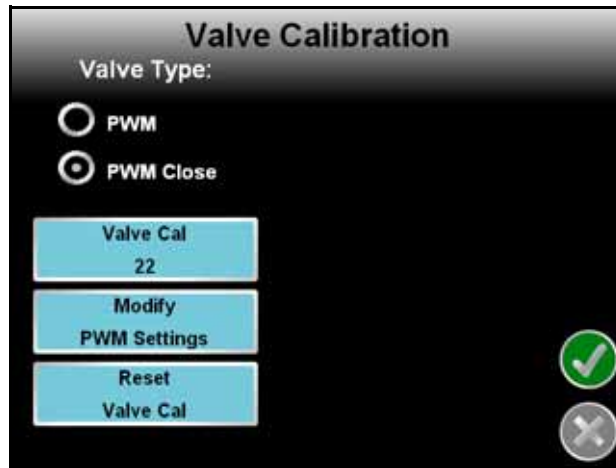 Valve Calibration
Valve Type:
PWM
PWM Close
Valve Cal
22
Modify
PWM Settings
Reset
Valve Cal